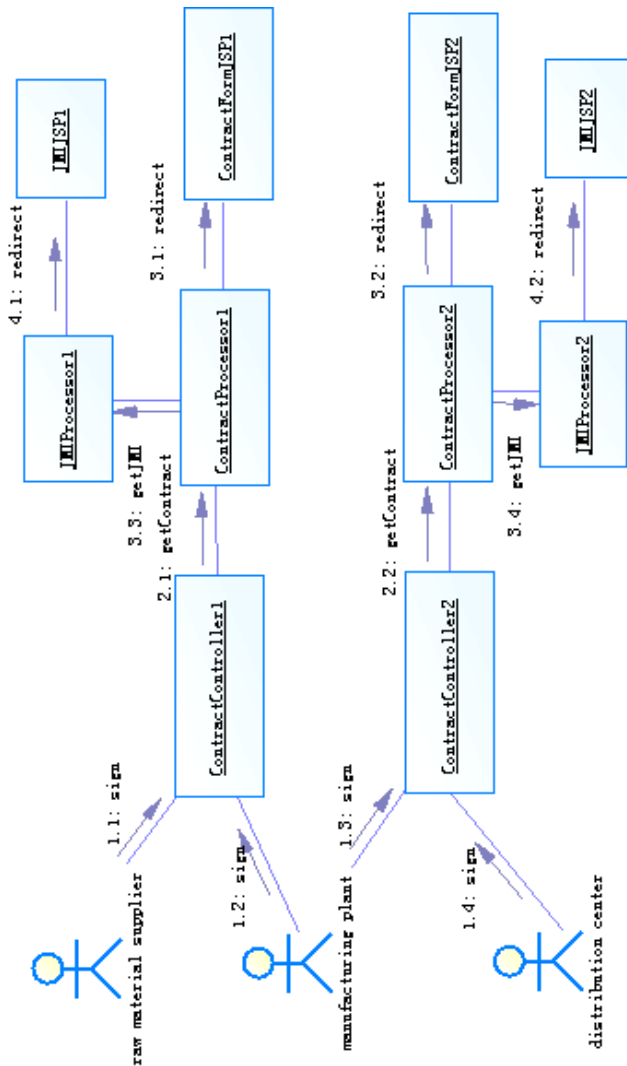 raw material supplier
1.1: sign
1.2: sign
manufacturing plant
1.3: sign
1.4: sign
distribution center
ContractController1
2.1: getContract
3.3: getJMI
ContractProcessor1
JMIProcessor1
4.1: redirect
3.1: redirect
JMIJSP1
ContractFormJSP1
ContractController2
2.2: getContract
ContractProcessor2
3.4: getJMI
JMIProcessor2
3.2: redirect
4.2: redirect
ContractFormJSP2
JMIJSP2